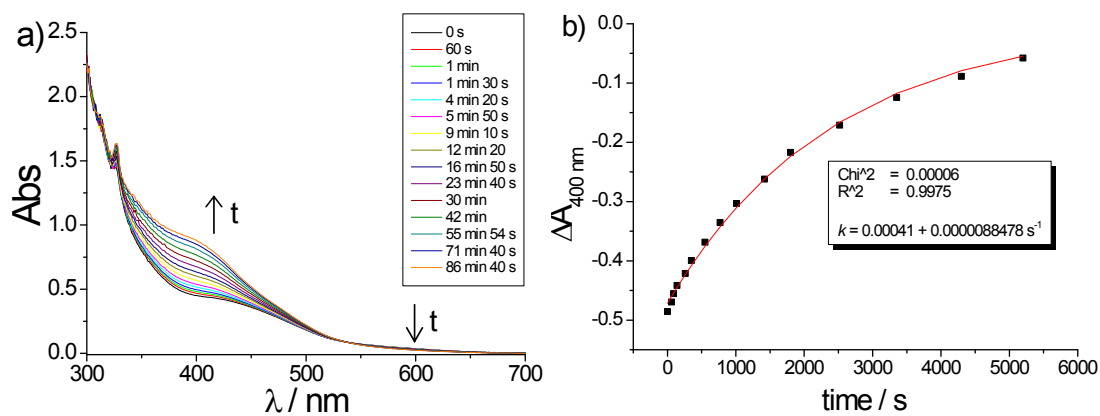 a)
2.5
2.0
1.5
1.0
0.5
0.0
Abs
300 400 500 600 700
λ / nm
t
t
0 s
60 s
1 min
1 min 30 s
4 min 20 s
5 min 50 s
9 min 10 s
12 min 20
16 min 50 s
23 min 40 s
30 min
42 min
55 min 54 s
71 min 40 s
86 min 40 s
b)
0.0
-0.1
-0.2
-0.3
-0.4
-0.5
ΔA400 nm
0 1000 2000 3000 4000 5000 6000
time / s
Chi^2 = 0.00006
R^2 = 0.9975
k = 0.00041 + 0.0000088478 s-1